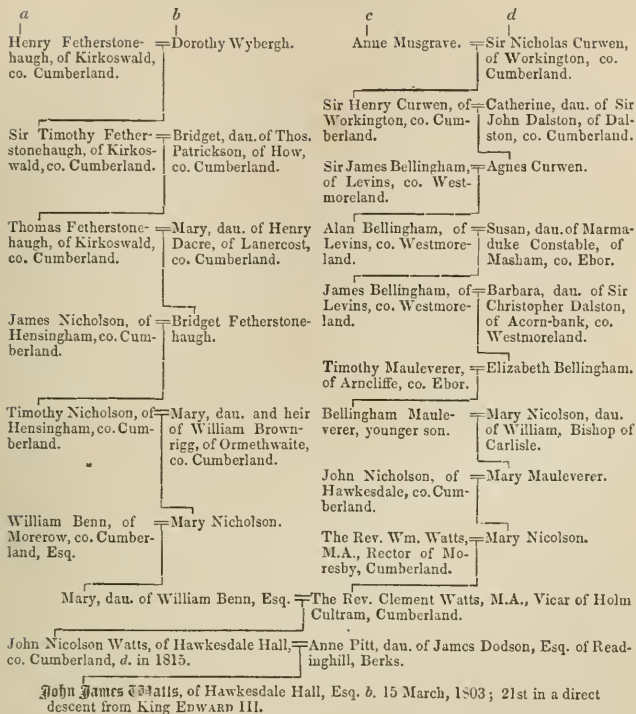 a b c d
Henry Fetherstone-
haugh, of Kirkoswald,
co. Cumberland.
Dorothy Wybergh.
Anne Musgrave.
Sir Nicholas Curwen,
of Workington, co.
Cumberland.
Sir Henry Curwen, of
Workington, co. Cum-
berland.
Catherine, dau. of Sir
John Dalston, of Dal-
ston, co. Cumberland.
Sir Timothy Fether-
stonehaugh, of Kirkos-
wald, co. Cumberland.
Bridget, dau. of Thos.
Patrickson, of How,
co. Cumberland.
Sir James Bellingham,
of Levins, co. West-
moreland.
Agnes Curwen.
Thomas Fetherstone-
haugh, of Kirkoswald,
co. Cumberland.
Mary, dau. of Henry
Dacre, of Lanercost,
co. Cumberland.
Alan Bellingham, of
Levins, co. Westmore-
land.
Susan, dau. of Marma-
duke Constable, of
Masham, co. Ebor.
James Bellingham, of
Levins, co. Westmore-
land.
Barbara, dau. of Sir
Christopher Dalston,
of Acorn-bank, co.
Westmoreland.
James Nicholson, of
Hensingham, co. Cum-
berland.
Bridget Fetherstone-
haugh.
Timothy Mauleverer,
of Arncliffe, co. Ebor.
Elizabeth Bellingham.
Timothy Nicholson, of
Hensingham, co. Cum-
berland.
Mary, dau. and heir
of William Brown-
rigg, of Ormethwaite,
co. Cumberland.
Bellingham Maule-
verer, younger son.
Mary Nicolson, dau.
of William, Bishop of
Carlisle.
John Nicholson, of
Hawkesdale, co. Cum-
berland.
Mary Mauleverer.
William Benn, of
Morerow, co. Cumber-
land, Esq.
Mary Nicholson.
The Rev. Wm. Watts,
M.A., Rector of Mo-
resby, Cumberland.
Mary Nicolson.
Mary, dau. of William Benn, Esq.
The Rev. Clement Watts, M.A., Vicar of Holm
Cultram, Cumberland.
John Nicolson Watts, of Hawkesdale Hall,
co. Cumberland, d. in 1815.
Anne Pitt, dau. of James Dodson, Esq. of Read-
inghill, Berks.
John James Watts, of Hawkesdale Hall, Esq. b. 15 March, 1803; 21st in a direct
descent from King EDWARD III.